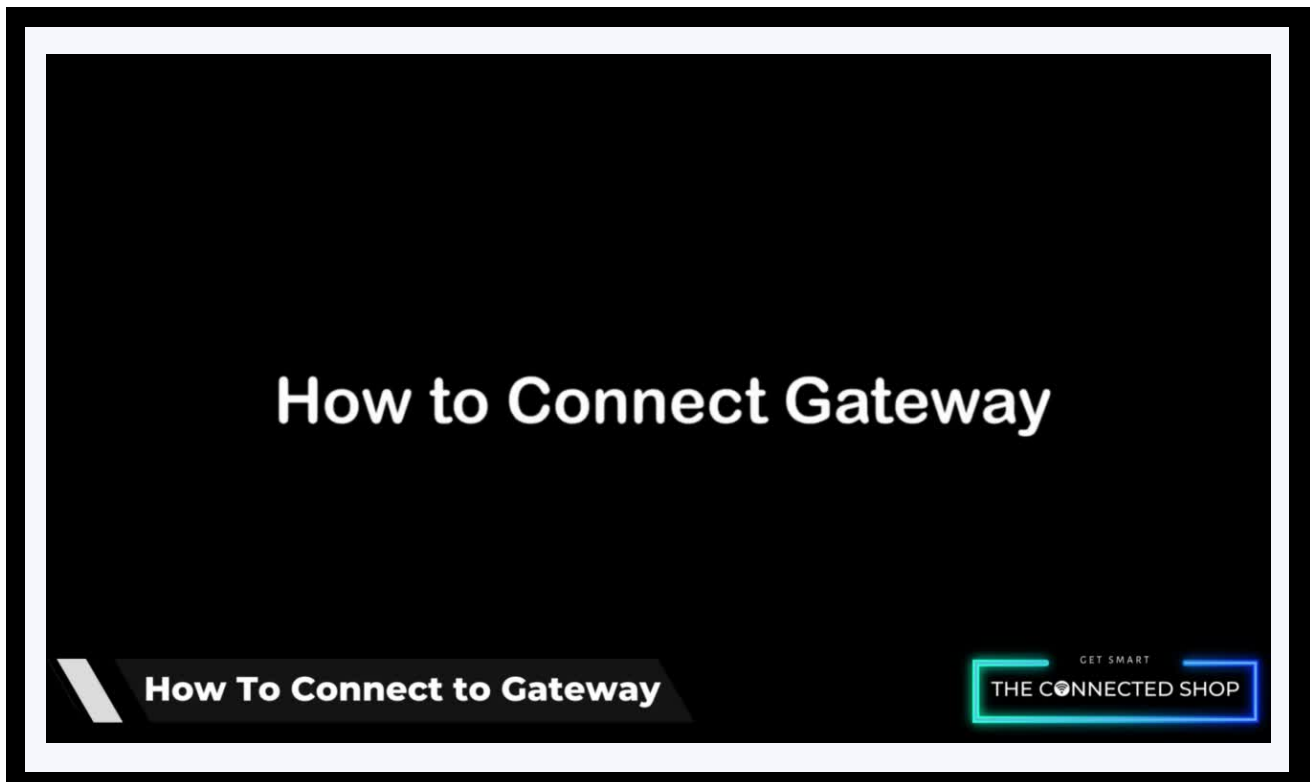 How to Connect Gateway
How To Connect to Gateway
GET SMART
THE CONNECTED SHOP